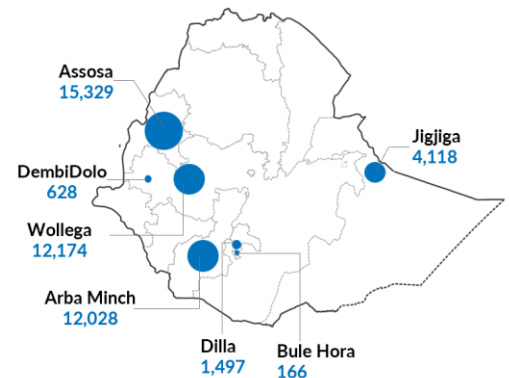 Assosa
15,329
Jigjiga
4,118
DembiDolo
628
Wollega
12,174
Arba Minch
12,028
Dilla
1,497
Bule Hora
166